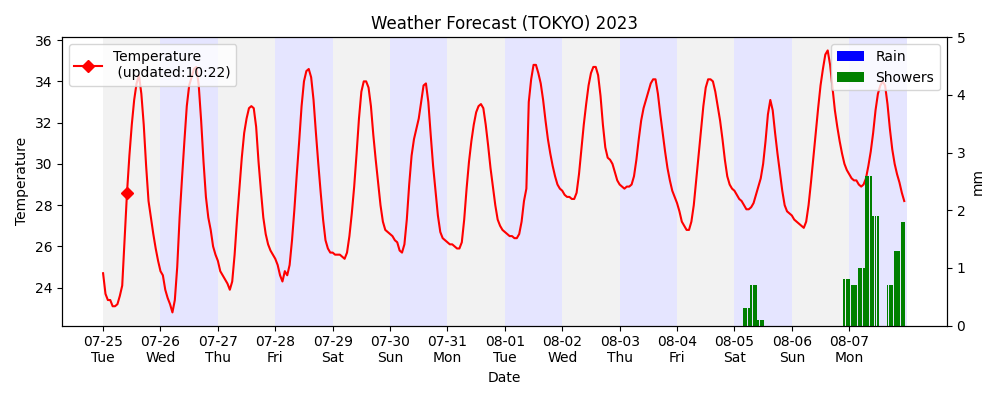 Weather Forecast (TOKYO) 2023
Temperature
(updated:10:22)
Rain
Showers
Temperature
36
34
32
30
28
26
24
5
4
3
2
1
0
mm
07-25 07-26 07-27 07-28 07-29 07-30 07-31 08-01 08-02 08-03 08-04 08-05 08-06 08-07
Tue Wed Thu Fri Sat Sun Mon Tue Wed Thu Fri Sat Sun Mon
Date